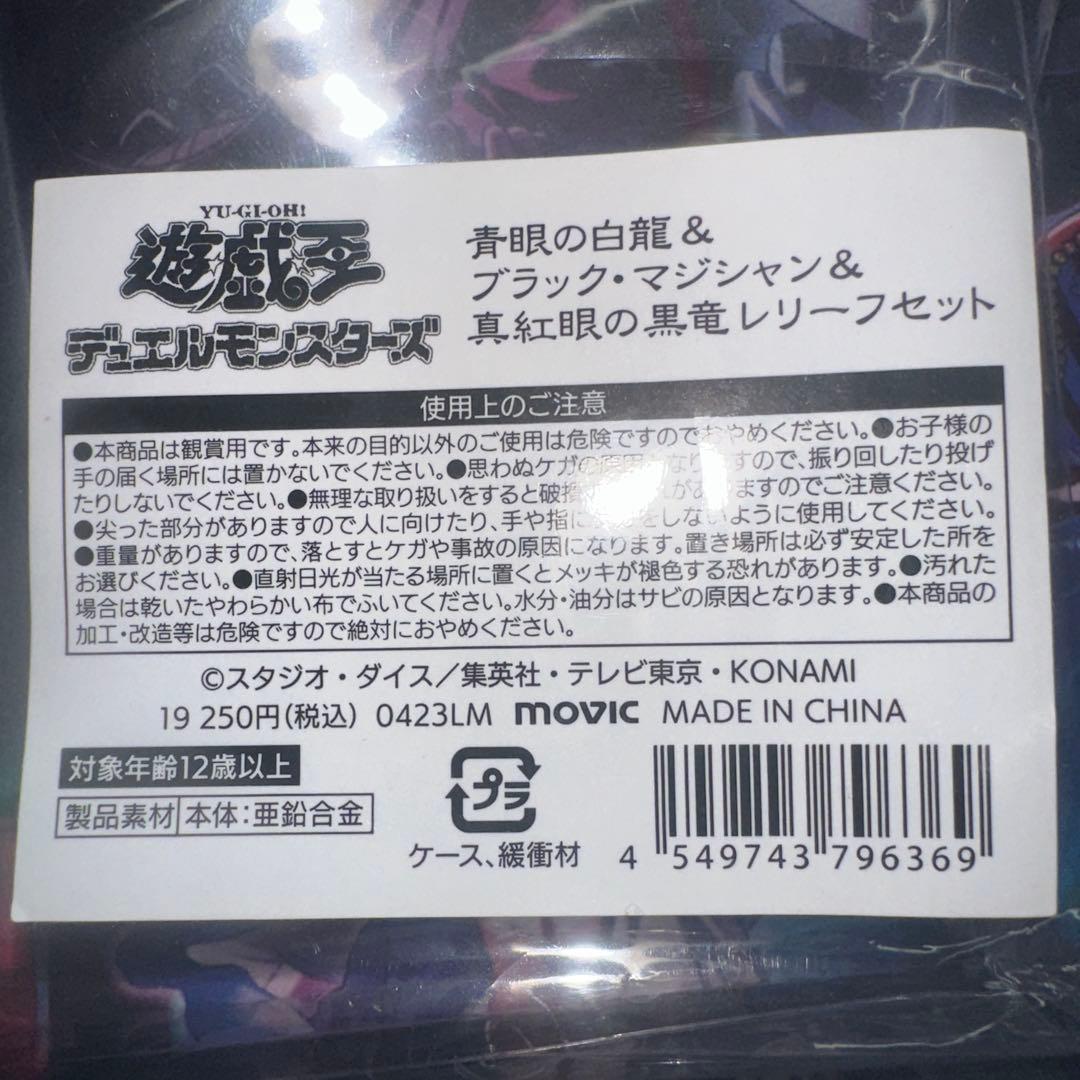 YU-GI-OH!
遊戯王
デュエルモンスターズ
青眼の白龍&
ブラック・マジシャン&
真紅眼の黒竜レリーフセット
使用上のご注意
●本商品は観賞用です。本来の目的以外のご使用は危険ですのでおやめください。●お子様の
手の届く場所には置かないでください。●思わぬケガの原因になりますので、振り回したり投げ
たりしないでください。●無理な取り扱いをすると破損 がありますのでご注意ください。
●尖った部分がありますので人に向けたり、手や指に をしないように使用してください。
●重量がありますので、落とすとケガや事故の原因になります。置き場所は必ず安定した所を
お選びください。●直射日光が当たる場所に置くとメッキが褪色する恐れがあります。●汚れた
場合は乾いたやわらかい布でふいてください。水分・油分はサビの原因となります。●本商品の
加工・改造等は危険ですので絶対におやめください。
©スタジオ・ダイス／集英社・テレビ東京・KONAMI
19 250円(税込) 0423LM movic MADE IN CHINA
対象年齢12歳以上
製品素材 本体:亜鉛合金
プラ
ケース、緩衝材
4 549743 796369